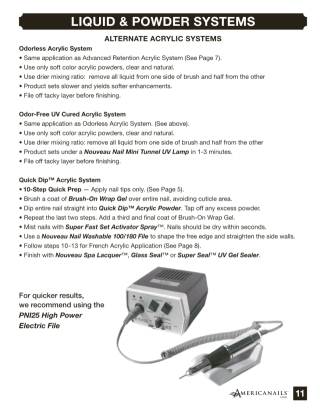 LIQUID & POWDER SYSTEMS
ALTERNATE ACRYLIC SYSTEMS
Odorless Acrylic System
• Same application as Advanced Retention Acrylic System (See Page 7).
• Use only soft color acrylic powders, clear and natural.
• Use drier mixing ratio: remove all liquid from one side of brush and half from the other
• Product sets slower and yields softer enhancements.
• File off tacky layer before finishing.
Odor-Free UV Cured Acrylic System
• Same application as Odorless Acrylic System. (See above).
• Use only soft color acrylic powders, clear and natural.
• Use drier mixing ratio: remove all liquid from one side of brush and half from the other
• Product sets under a Nouveau Nail Mini Tunnel UV Lamp in 1-3 minutes.
• File off tacky layer before finishing.
Quick Dip™ Acrylic System
• 10-Step Quick Prep — Apply nail tips only. (See Page 5).
• Brush a coat of Brush-On Wrap Gel over entire nail, avoiding cuticle area.
• Dip entire nail straight into Quick Dip™ Acrylic Powder. Tap off any excess powder.
• Repeat the last two steps. Add a third and final coat of Brush-On Wrap Gel.
• Mist nails with Super Fast Set Activator Spray™. Nails should be dry within seconds.
• Use a Nouveau Nail Washable 100/180 File to shape the free edge and straighten the side walls.
• Follow steps 10-13 for French Acrylic Application (See Page 8).
• Finish with Nouveau Spa Lacquer™, Glass Seal™ or Super Seal™ UV Gel Sealer.
For quicker results,
we recommend using the
PNI25 High Power
Electric File
AMERICANAILS
11